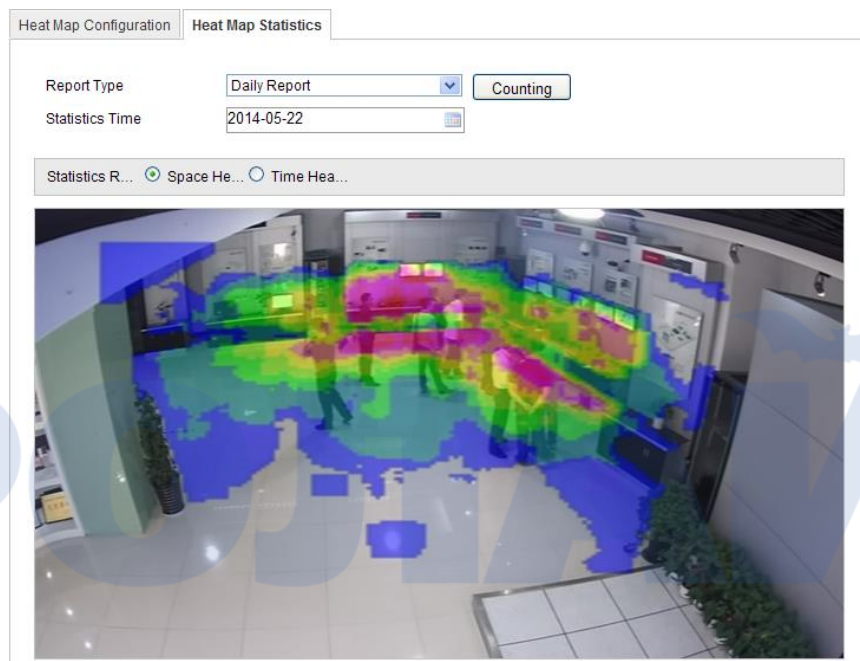 Heat Map Configuration Heat Map Statistics
Report Type Daily Report Counting
Statistics Time 2014-05-22
Statistics R... Space He... Time Hea...